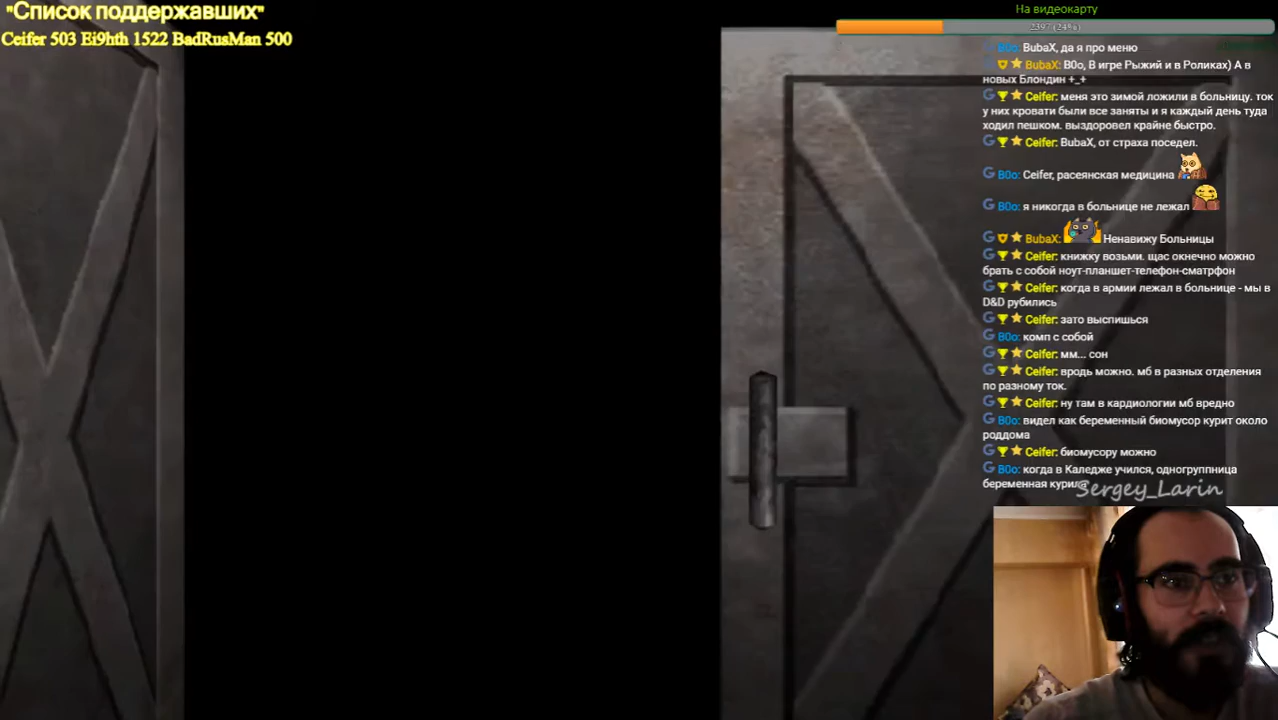 "Список поддержавших"
Ceifer 503 Ei9hth 1522 BadRusMan 500
На видеокарту
2397 (24%)
B0o: BubaX, да я про меню
BubaX: B0o, В игре Рыжий и в Роликах) А в
новых Блондин +_+
Ceifer: меня это зимой ложили в больницу. ток
у них кровати были все заняты и я каждый день туда
ходил пешком. выздоровел крайне быстро.
Ceifer: BubaX, от страха поседел.
B0o: Ceifer, расеянская медицина
B0o: я никогда в больнице не лежал
BubaX: Ненавижу Больницы
Ceifer: книжку возьми. щас окнечно можно
брать с собой ноут-планшет-телефон-сматрфон
Ceifer: когда в армии лежал в больнице - мы в
D&D рубились
Ceifer: зато выспишься
B0o: комп с собой
Ceifer: мм... сон
Ceifer: вродь можно. мб в разных отделения
по разному ток.
Ceifer: ну там в кардиологии мб вредно
B0o: видел как беременный биомусор курит около
роддома
Ceifer: биомусору можно
B0o: когда в Каледже учился, одногруппница
беременная курила
Sergey_Larin